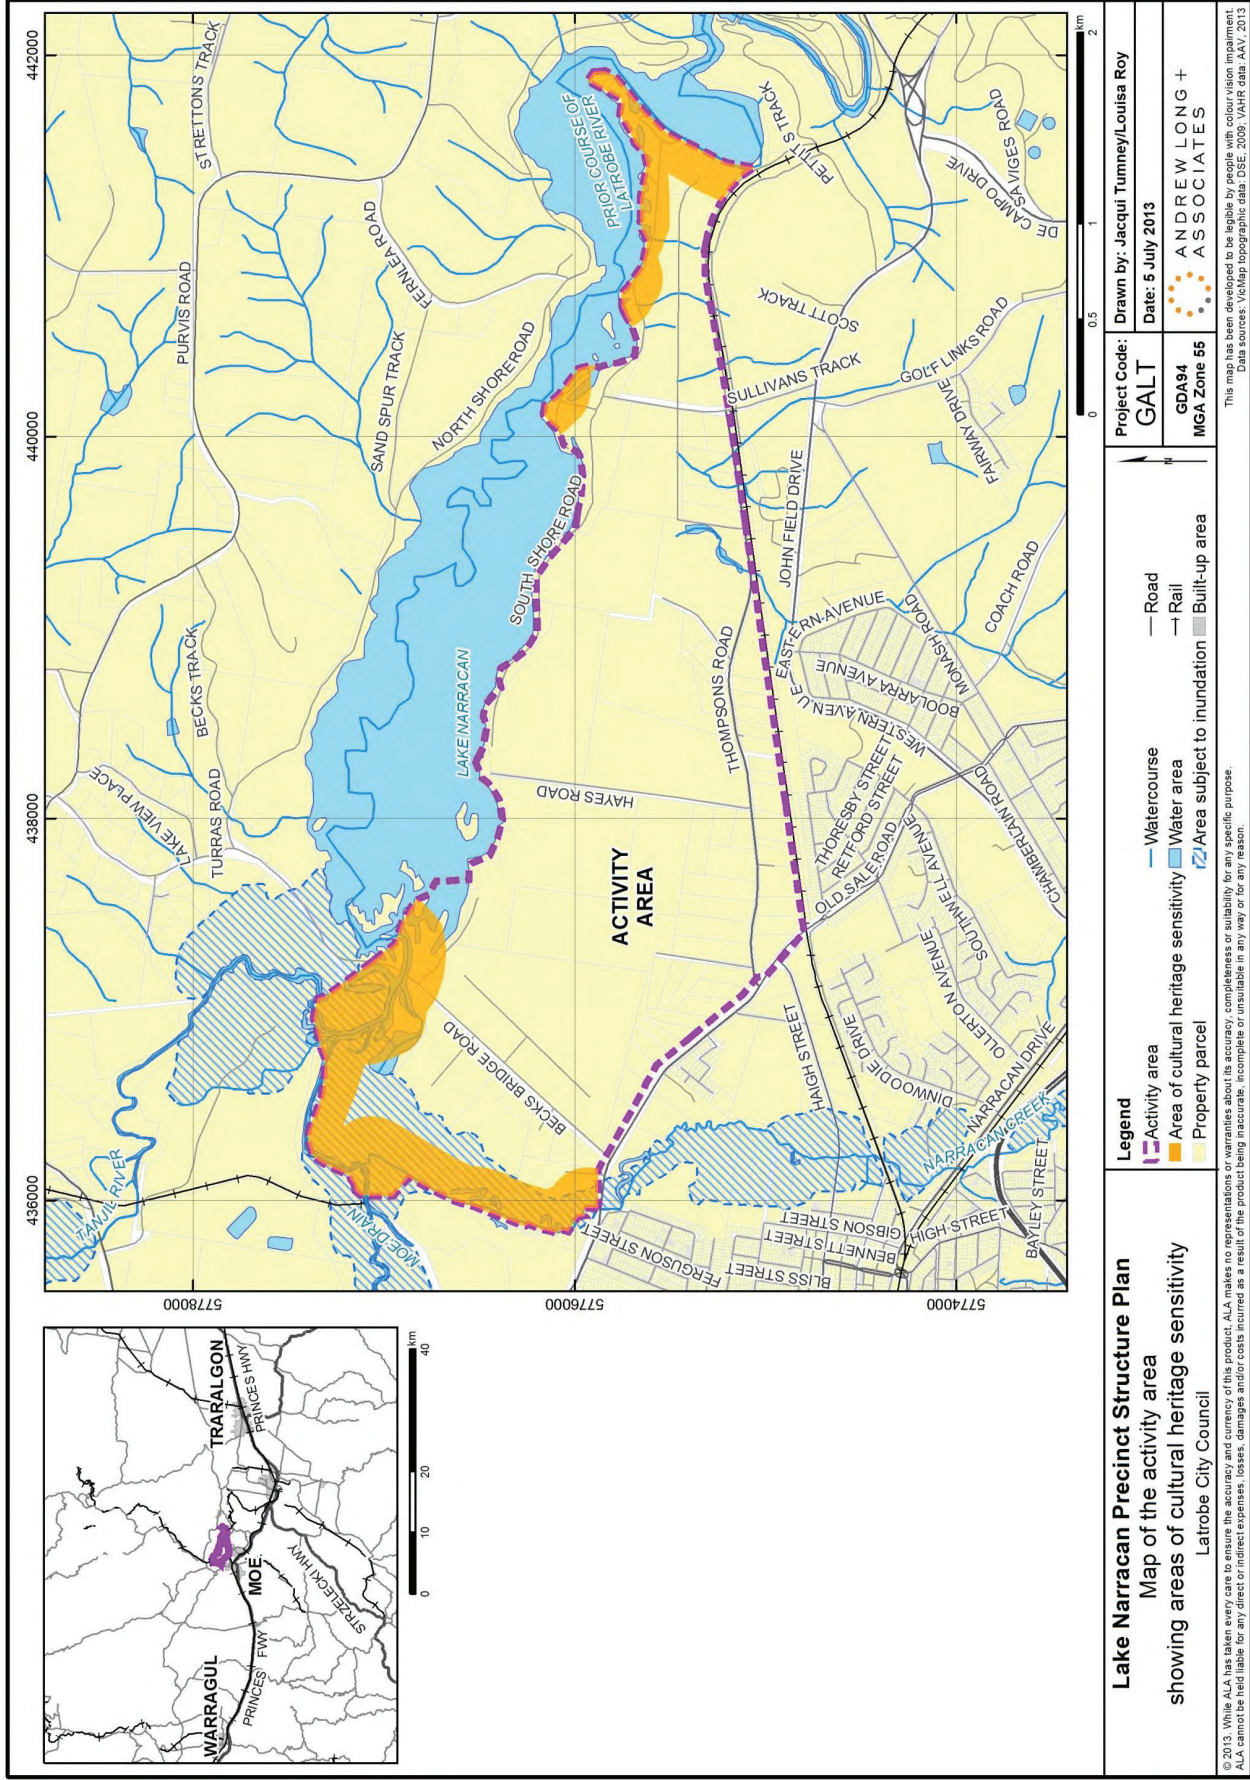 WARRAGUL
PRINCES FWY
MOE
TRARALGON
PRINCES HWY
STRZELECKI HWY
0 10 20 40 km
436000
438000
440000
442000
5778000
5776000
5774000
TANJIL RIVER
MOE DRAIN
LAKE VIEW PLACE
TURRAS ROAD
BECKS TRACK
PURVIS ROAD
STRETTONS TRACK
SAND SPUR TRACK
FERNLEA ROAD
NORTH SHORE ROAD
PRIOR COURSE OF
LATROBE RIVER
LAKE NARRACAN
SOUTH SHORE ROAD
ACTIVITY
AREA
BECKS BRIDGE ROAD
HAYES ROAD
THOMPSONS ROAD
SULLIVANS TRACK
SCOTT TRACK
PETTITS TRACK
FERGUSON STREET
BLISS STREET
BENNETT STREET
GIBSON STREET
HIGH STREET
HAIGH STREET
DINWOODIE DRIVE
OLLERTON AVENUE
SOUTHWELL AVENUE
OLD SALE ROAD
RETFORD STREET
THORESBY STREET
WESTERN AVENUE
BOOLARRA AVENUE
EASTERN AVENUE
JOHN FIELD DRIVE
MONASH ROAD
COACH ROAD
FAIRWAY DRIVE
GOLF LINKS ROAD
DE CAMPO DRIVE
SAVIGES ROAD
CHAMBERLAIN ROAD
NARRACAN DRIVE
NARRACAN CREEK
BAYLEY STREET
0 0.5 1 2 km
Lake Narracan Precinct Structure Plan
Map of the activity area
showing areas of cultural heritage sensitivity
Latrobe City Council
Legend
Activity area
Area of cultural heritage sensitivity
Property parcel
Watercourse
Water area
Area subject to inundation
Road
Rail
Built-up area
N
Project Code:
GALT
GDA94
MGA Zone 55
Drawn by: Jacqui Tumney/Louisa Roy
Date: 5 July 2013
ANDREW LONG +
ASSOCIATES
© 2013. While ALA has taken every care to ensure the accuracy and currency of this product, ALA makes no representations or warranties about its accuracy, completeness or suitability for any specific purpose.
ALA cannot be held liable for any direct or indirect expenses, losses, damages and/or costs incurred as a result of the product being inaccurate, incomplete or unsuitable in any way or for any reason.
This map has been developed to be legible by people with colour vision impairment.
Data sources: VicMap topographic data: DSE, 2009; VAHR data: AAV, 2013